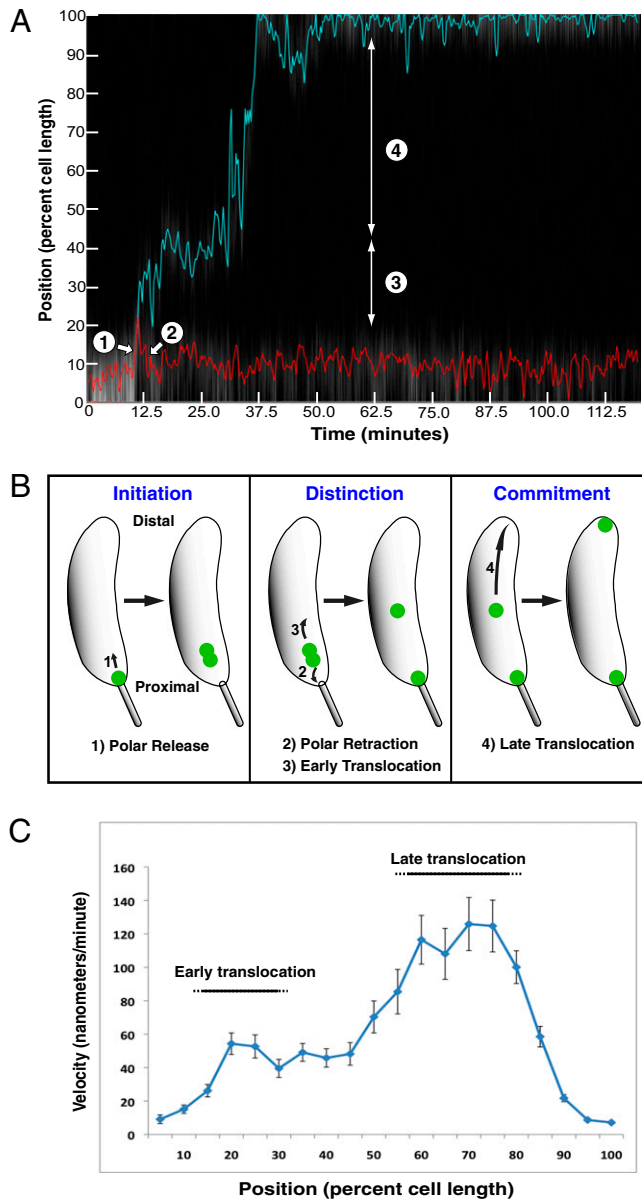 A
Position (percent cell length)
100
90
80
70
60
50
40
30
20
10
0
1
2
3
4
0 12.5 25.0 37.5 50.0 62.5 75.0 87.5 100.0 112.5
Time (minutes)
B
Initiation
Distal
1
Proximal
1) Polar Release
Distinction
3
2
2) Polar Retraction
3) Early Translocation
Commitment
4
4) Late Translocation
C
Velocity (nanometers/minute)
160
140
120
100
80
60
40
20
0
Early translocation
Late translocation
10 20 30 40 50 60 70 80 90 100
Position (percent cell length)